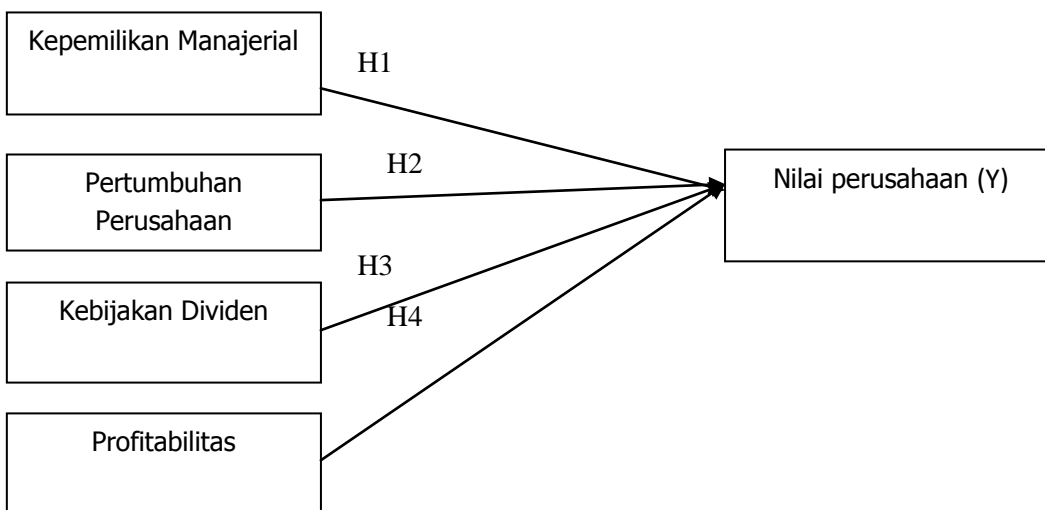 Kepemilikan Manajerial
H1
Pertumbuhan
Perusahaan
H2
Nilai perusahaan (Y)
Kebijakan Dividen
H3
H4
Profitabilitas